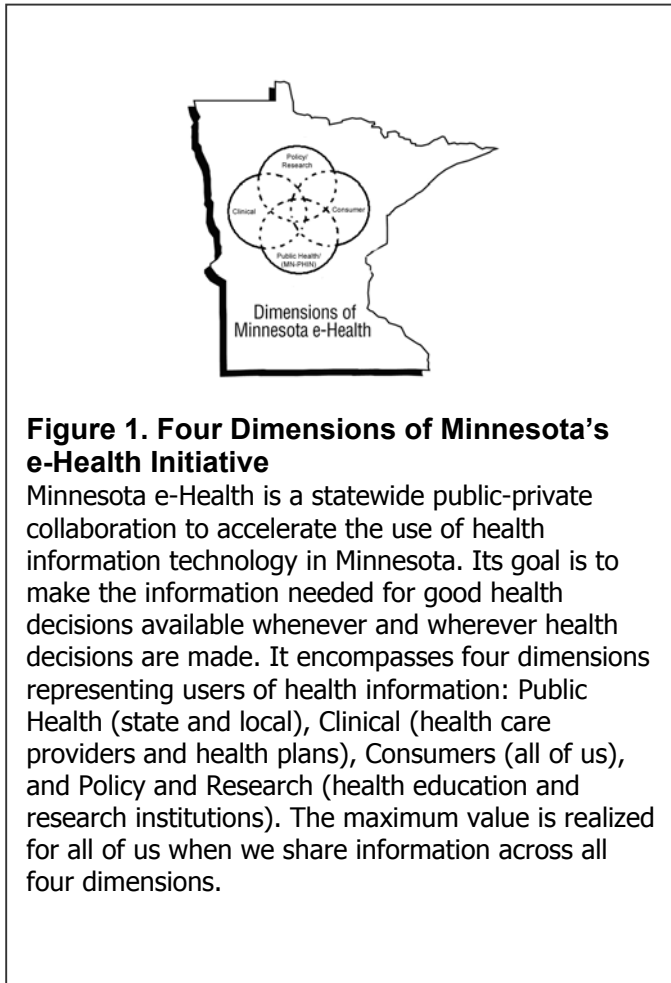 Policy/
Research
Clinical
Consumer
Public Health/
(MN-PHIN)
Dimensions of
Minnesota e-Health
Figure 1. Four Dimensions of Minnesota's
e-Health Initiative
Minnesota e-Health is a statewide public-private
collaboration to accelerate the use of health
information technology in Minnesota. Its goal is to
make the information needed for good health
decisions available whenever and wherever health
decisions are made. It encompasses four dimensions
representing users of health information: Public
Health (state and local), Clinical (health care
providers and health plans), Consumers (all of us),
and Policy and Research (health education and
research institutions). The maximum value is realized
for all of us when we share information across all
four dimensions.